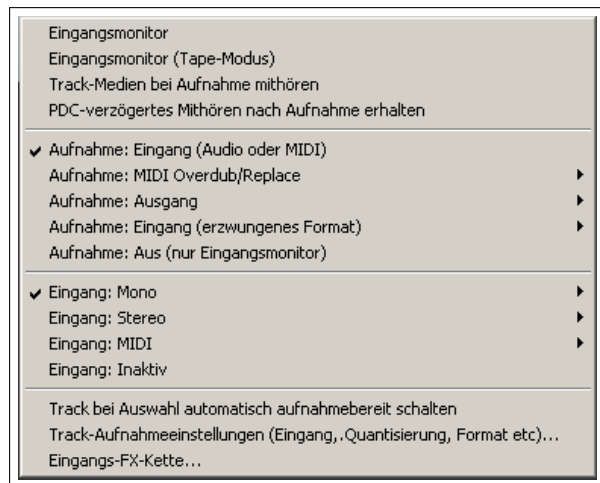 Eingangsmonitor
Eingangsmonitor (Tape-Modus)
Track-Medien bei Aufnahme mithören
PDC-verzögertes Mithören nach Aufnahme erhalten
Aufnahme: Eingang (Audio oder MIDI)
Aufnahme: MIDI Overdub/Replace
Aufnahme: Ausgang
Aufnahme: Eingang (erzwungenes Format)
Aufnahme: Aus (nur Eingangsmonitor)
Eingang: Mono
Eingang: Stereo
Eingang: MIDI
Eingang: Inaktiv
Track bei Auswahl automatisch aufnahmebereit schalten
Track-Aufnahmeeinstellungen (Eingang,.Quantisierung, Format etc)...
Eingangs-FX-Kette...